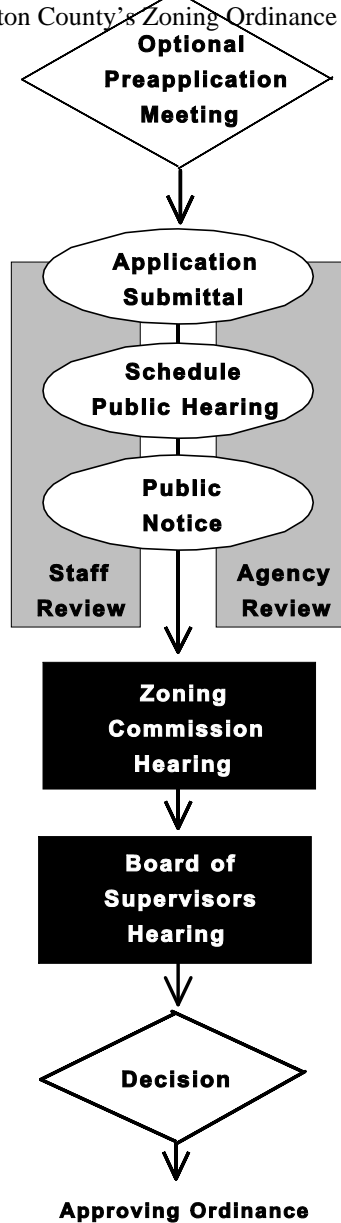 ton County's Zoning Ordinance
Optional
Preapplication
Meeting
Application
Submittal
Schedule
Public Hearing
Public
Notice
Staff
Review
Agency
Review
Zoning
Commission
Hearing
Board of
Supervisors
Hearing
Decision
Approving Ordinance